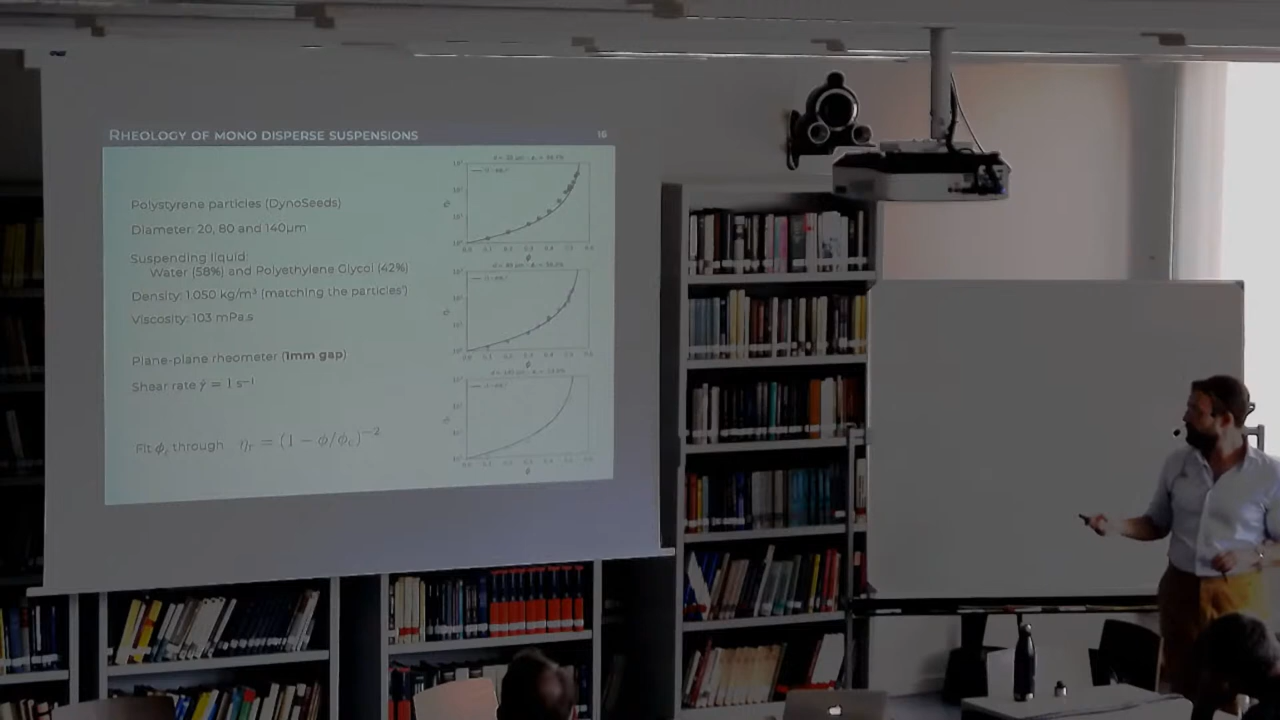 RHEOLOGY OF MONO DISPERSE SUSPENSIONS 16
Polystyrene particles (DynoSeeds)
Diameter: 20, 80 and 140μm
Suspending liquid:
Water (58%) and Polyethylene Glycol (42%)
Density: 1,050 kg/m³ (matching the particles')
Viscosity: 103 mPa.s
Plane-plane rheometer (1mm gap)
Shear rate γ̇ = 1 s⁻¹
Fit ϕc through ηr = (1 − ϕ/ϕc)⁻²